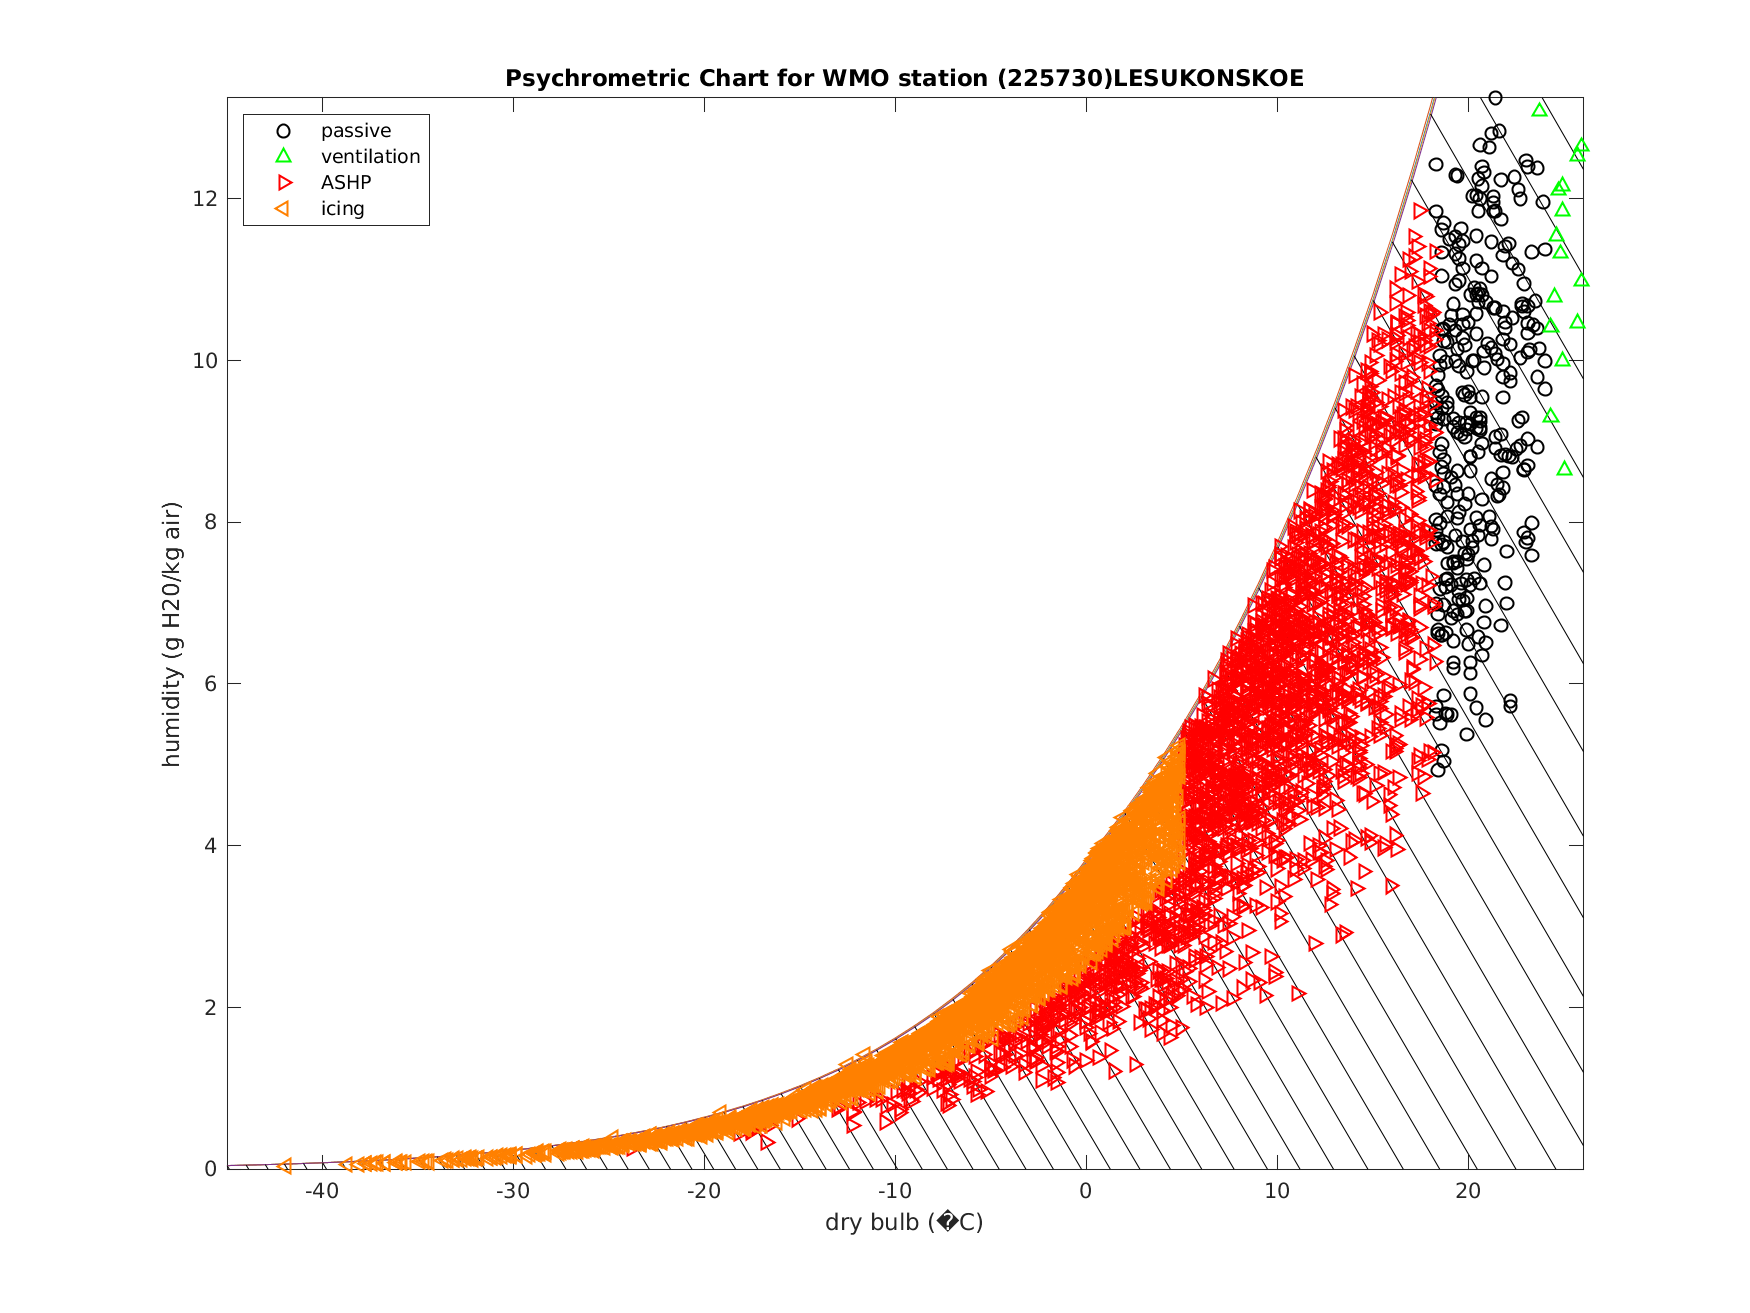 Psychrometric Chart for WMO station (225730)LESUKONSKOE
passive
ventilation
ASHP
icing
humidity (g H20/kg air)
12
10
8
6
4
2
0
-40 -30 -20 -10 0 10 20
dry bulb (�C)